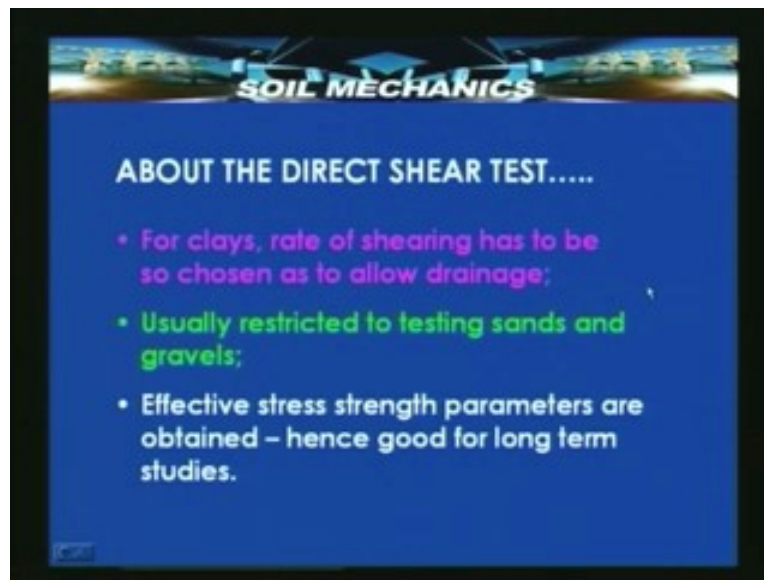 SOIL MECHANICS
ABOUT THE DIRECT SHEAR TEST.....
• For clays, rate of shearing has to be
so chosen as to allow drainage;
• Usually restricted to testing sands and
gravels;
• Effective stress strength parameters are
obtained – hence good for long term
studies.